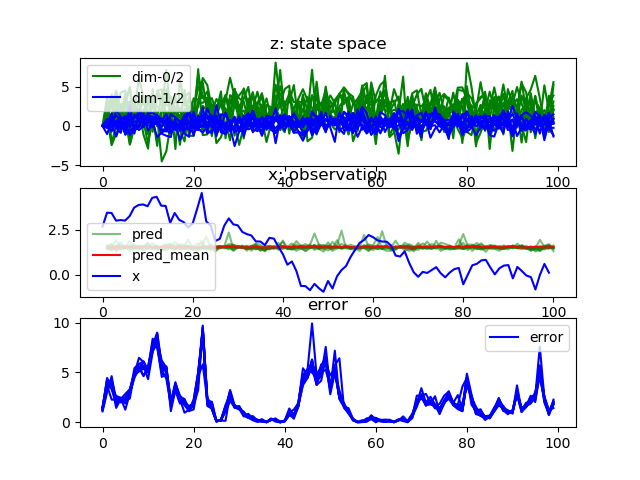 z: state space
5
0
−5
dim-0/2
dim-1/2
0 20 40 60 80 100
x: observation
2.5
0.0
pred
pred_mean
x
0 20 40 60 80 100
error
10
5
0
error
0 20 40 60 80 100